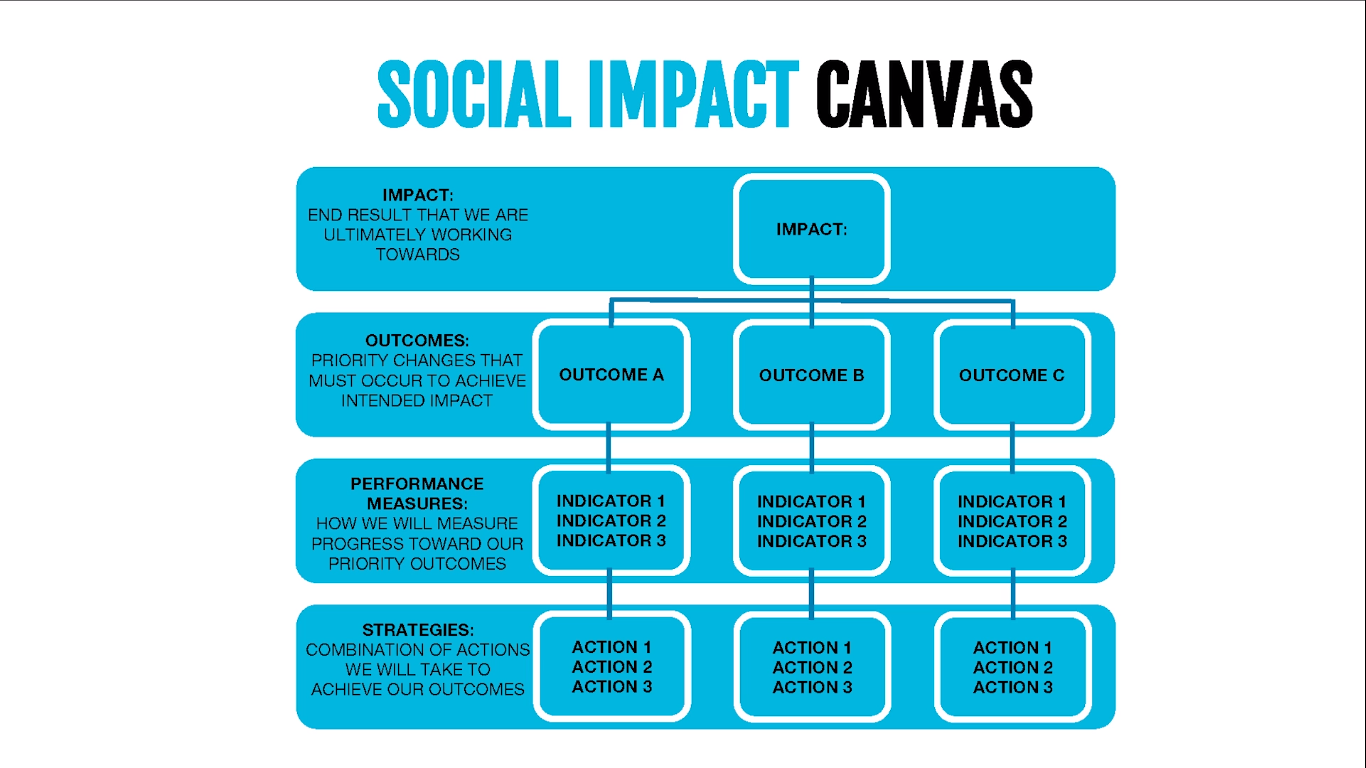 SOCIAL IMPACT CANVAS
IMPACT:
END RESULT THAT WE ARE
ULTIMATELY WORKING
TOWARDS
IMPACT:
OUTCOMES:
PRIORITY CHANGES THAT
MUST OCCUR TO ACHIEVE
INTENDED IMPACT
OUTCOME A
OUTCOME B
OUTCOME C
PERFORMANCE
MEASURES:
HOW WE WILL MEASURE
PROGRESS TOWARD OUR
PRIORITY OUTCOMES
INDICATOR 1
INDICATOR 2
INDICATOR 3
INDICATOR 1
INDICATOR 2
INDICATOR 3
INDICATOR 1
INDICATOR 2
INDICATOR 3
STRATEGIES:
COMBINATION OF ACTIONS
WE WILL TAKE TO
ACHIEVE OUR OUTCOMES
ACTION 1
ACTION 2
ACTION 3
ACTION 1
ACTION 2
ACTION 3
ACTION 1
ACTION 2
ACTION 3